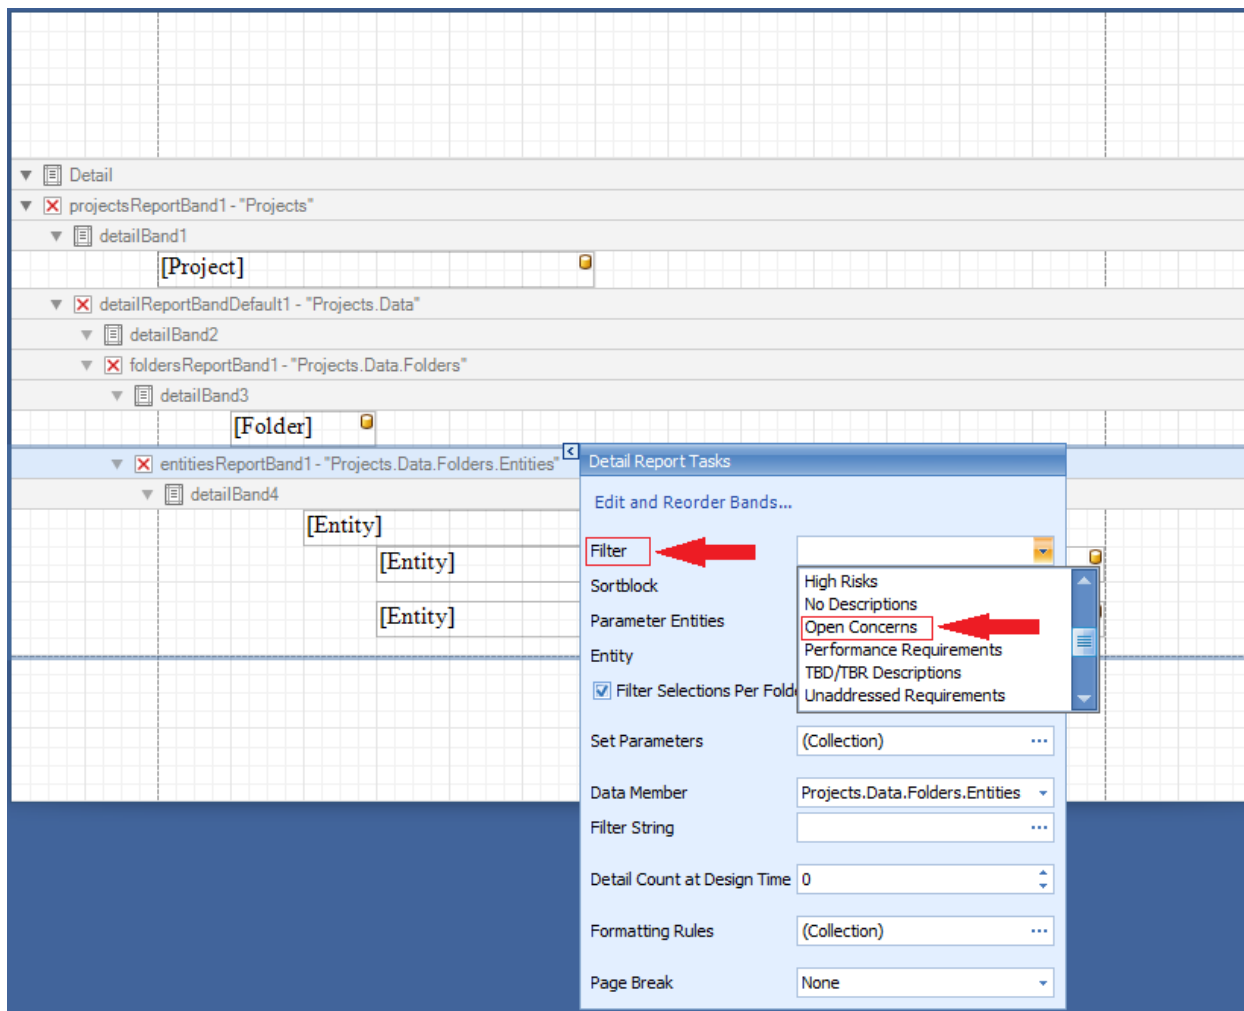 Detail
projectsReportBand1 - "Projects"
detailBand1
[Project]
detailReportBandDefault1 - "Projects.Data"
detailBand2
foldersReportBand1 - "Projects.Data.Folders"
detailBand3
[Folder]
entitiesReportBand1 - "Projects.Data.Folders.Entities"
detailBand4
[Entity]
[Entity]
[Entity]
Detail Report Tasks
Edit and Reorder Bands...
Filter
High Risks
No Descriptions
Open Concerns
Performance Requirements
TBD/TBR Descriptions
Unaddressed Requirements
Sortblock
Parameter Entities
Entity
Filter Selections Per Folde
Set Parameters (Collection) ...
Data Member Projects.Data.Folders.Entities
Filter String ...
Detail Count at Design Time 0
Formatting Rules (Collection) ...
Page Break None